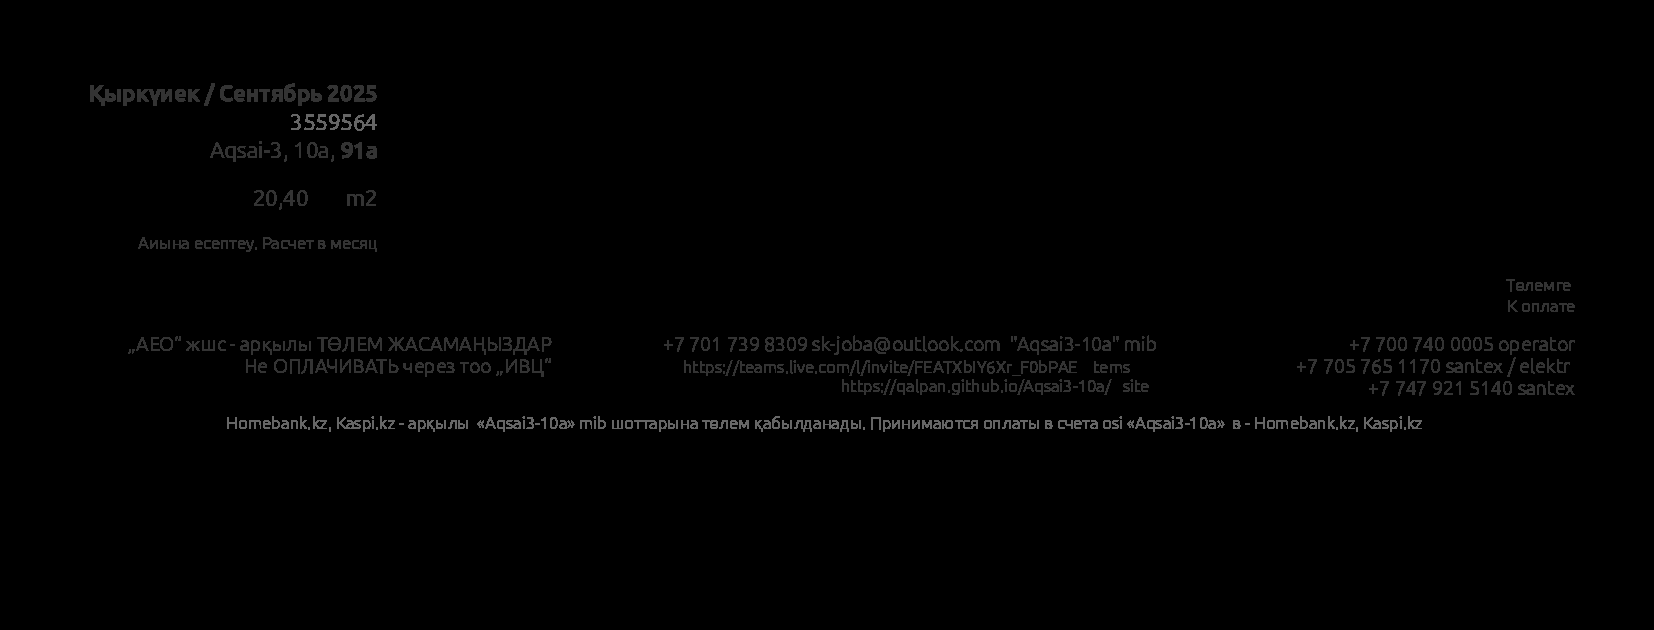 Қыркүиек / Сентябрь 2025
3559564
Aqsai-3, 10a, 91a
20,40 m2
Аиына есептеу. Расчет в месяц
Төлемге
К оплате
„АЕО“ жшс - арқылы ТӨЛЕМ ЖАСАМАҢЫЗДАР
Не ОПЛАЧИВАТЬ через тоо „ИВЦ“
+7 701 739 8309 sk-joba@outlook.com "Aqsai3-10a" mib
https://teams.live.com/l/invite/FEATXbIY6Xr_F0bPAE tems
https://qalpan.github.io/Aqsai3-10a/ site
+7 700 740 0005 operator
+7 705 765 1170 santex / elektr
+7 747 921 5140 santex
Homebank.kz, Kaspi.kz - арқылы «Aqsai3-10a» mib шоттарына төлем қабылданады. Принимаются оплаты в счета osi «Aqsai3-10a» в - Homebank.kz, Kaspi.kz